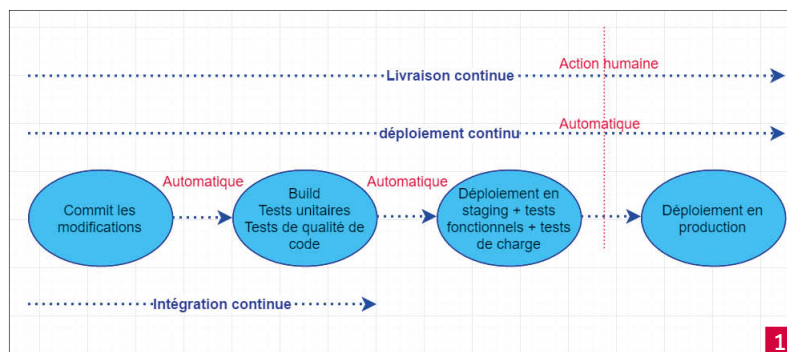 Action humaine
Livraison continue
déploiement continu
Automatique
Automatique
Automatique
Commit les
modifications
Build
Tests unitaires
Tests de qualité de
code
Déploiement en
staging + tests
fonctionnels + tests
de charge
Déploiement en
production
Intégration continue
1